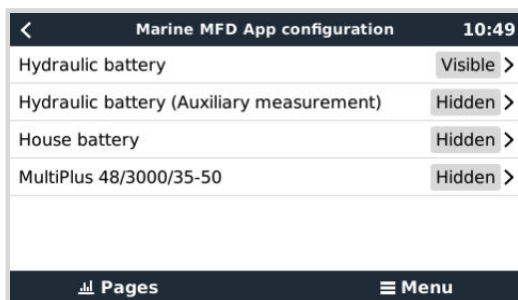 Marine MFD App configuration 10:49
Hydraulic battery Visible
Hydraulic battery (Auxiliary measurement) Hidden
House battery Hidden
MultiPlus 48/3000/35-50 Hidden
Pages Menu